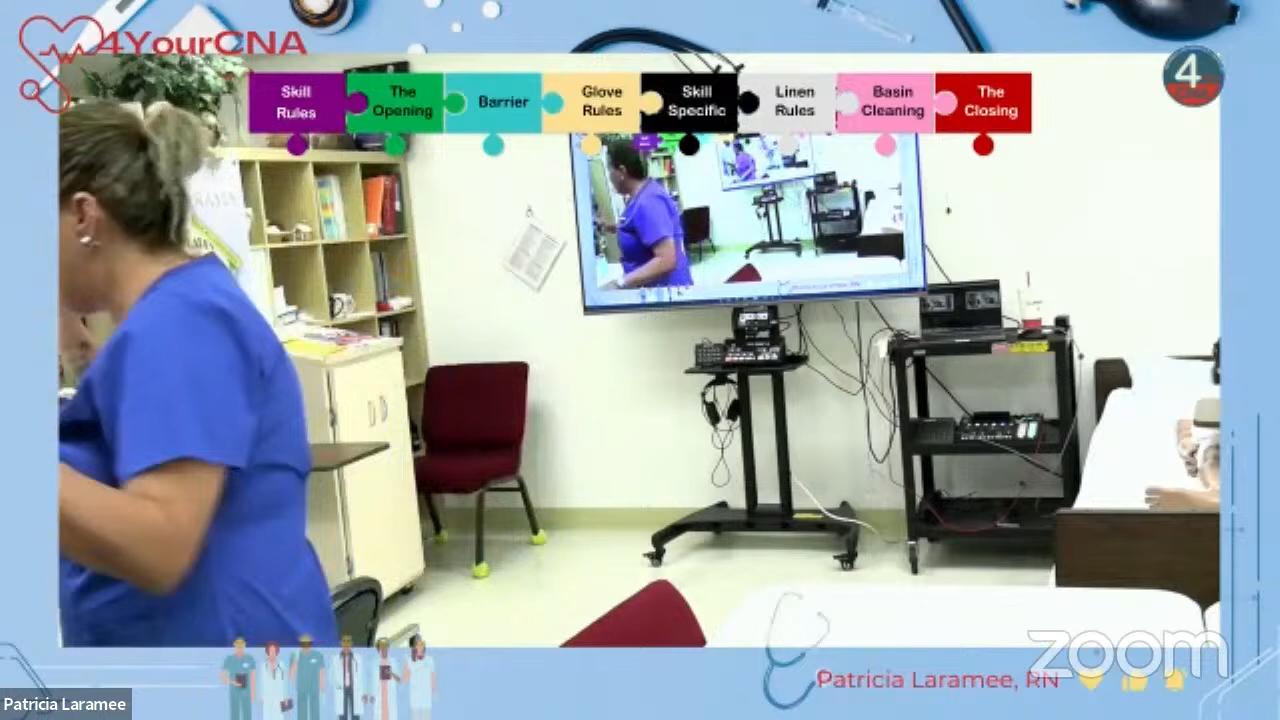 4YourCNA
Skill
Rules
The
Opening
Barrier
Glove
Rules
Skill
Specific
Linen
Rules
Basin
Cleaning
The
Closing
4
zoom
Patricia Laramee, RN
Patricia Laramee